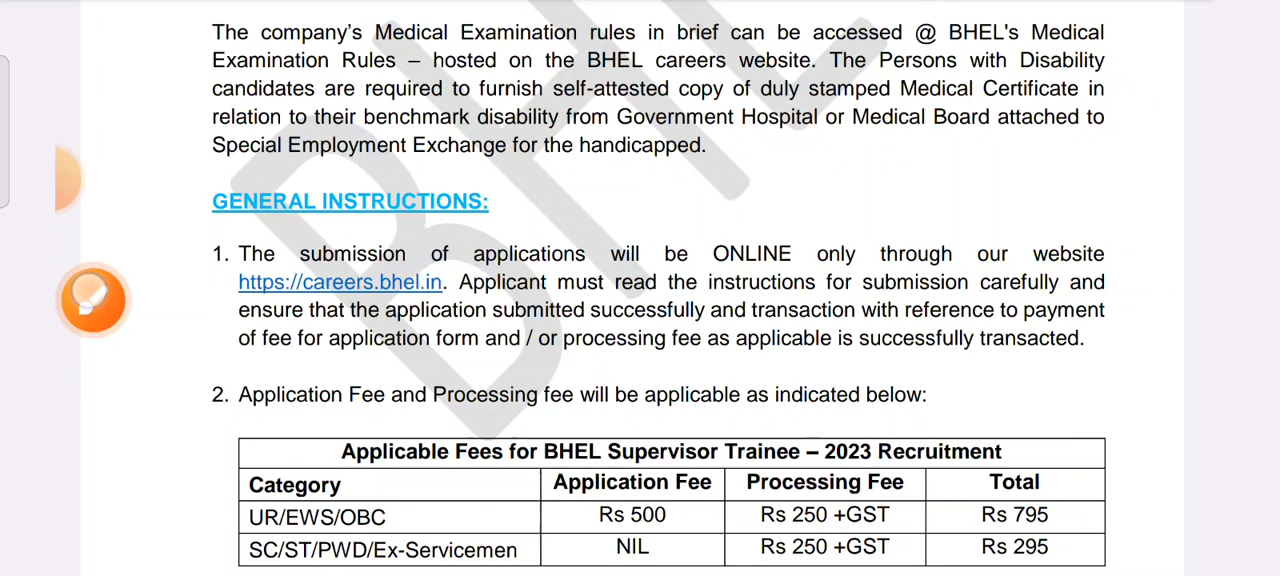 The company’s Medical Examination rules in brief can be accessed @ BHEL's Medical
Examination Rules – hosted on the BHEL careers website. The Persons with Disability
candidates are required to furnish self-attested copy of duly stamped Medical Certificate in
relation to their benchmark disability from Government Hospital or Medical Board attached to
Special Employment Exchange for the handicapped.
GENERAL INSTRUCTIONS:
1. The submission of applications will be ONLINE only through our website
https://careers.bhel.in. Applicant must read the instructions for submission carefully and
ensure that the application submitted successfully and transaction with reference to payment
of fee for application form and / or processing fee as applicable is successfully transacted.
2. Application Fee and Processing fee will be applicable as indicated below:
Applicable Fees for BHEL Supervisor Trainee – 2023 Recruitment
Category Application Fee Processing Fee Total
UR/EWS/OBC Rs 500 Rs 250 +GST Rs 795
SC/ST/PWD/Ex-Servicemen NIL Rs 250 +GST Rs 295
BHEL